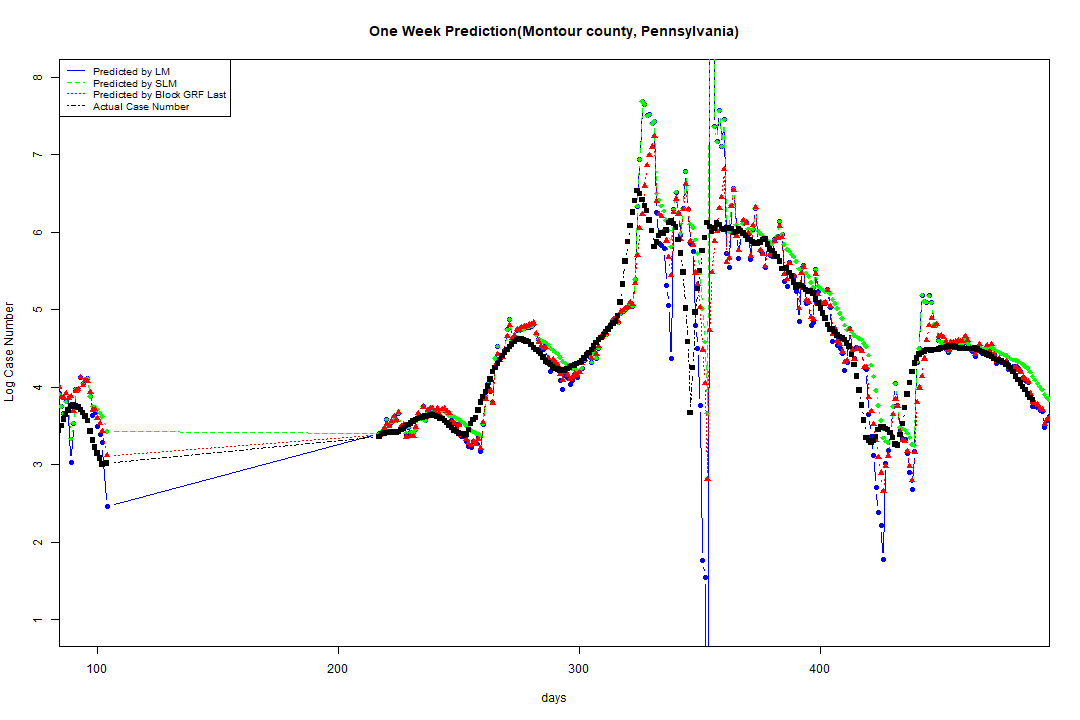 One Week Prediction(Montour county, Pennsylvania)
Predicted by LM
Predicted by SLM
Predicted by Block GRF Last
Actual Case Number
8
7
6
5
4
3
2
1
Log Case Number
100 200 300 400
days